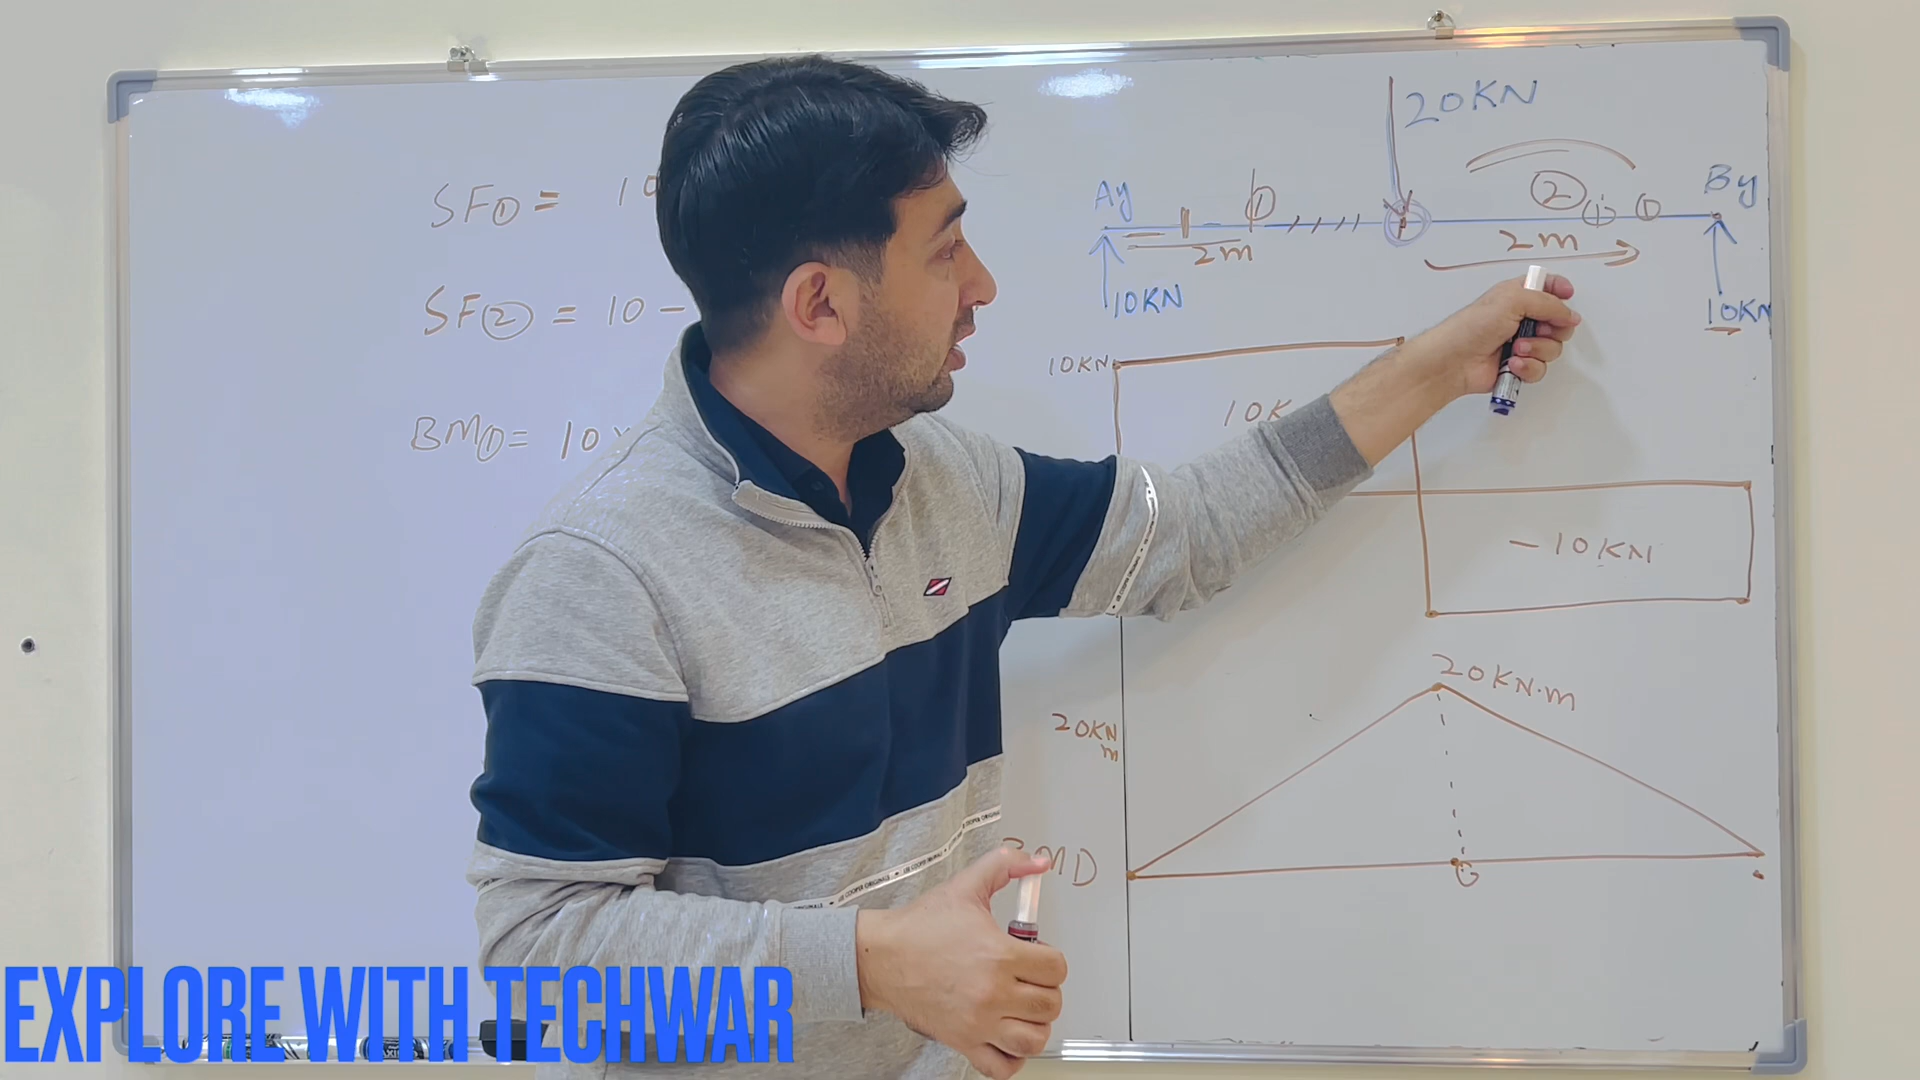 SF① = 10
SF② = 10 -
BM① = 10 ×
20KN
Ay ① ② By
2m 2m
10KN 10KN
10KN
10K
-10KN
20KN·m
20KN
m
BMD
EXPLORE WITH TECHWAR